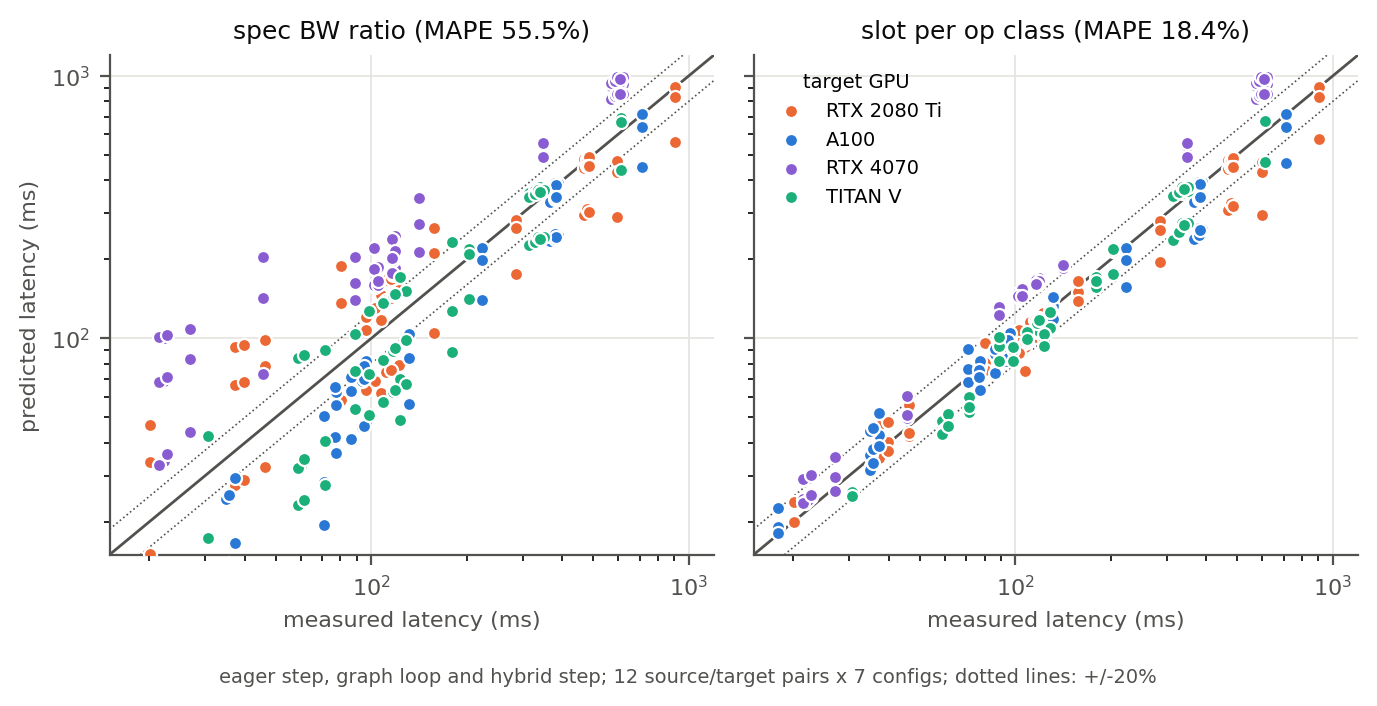 spec BW ratio (MAPE 55.5%)
slot per op class (MAPE 18.4%)
predicted latency (ms)
10³
10²
target GPU
RTX 2080 Ti
A100
RTX 4070
TITAN V
10²
10³
10²
10³
measured latency (ms)
measured latency (ms)
eager step, graph loop and hybrid step; 12 source/target pairs x 7 configs; dotted lines: +/-20%